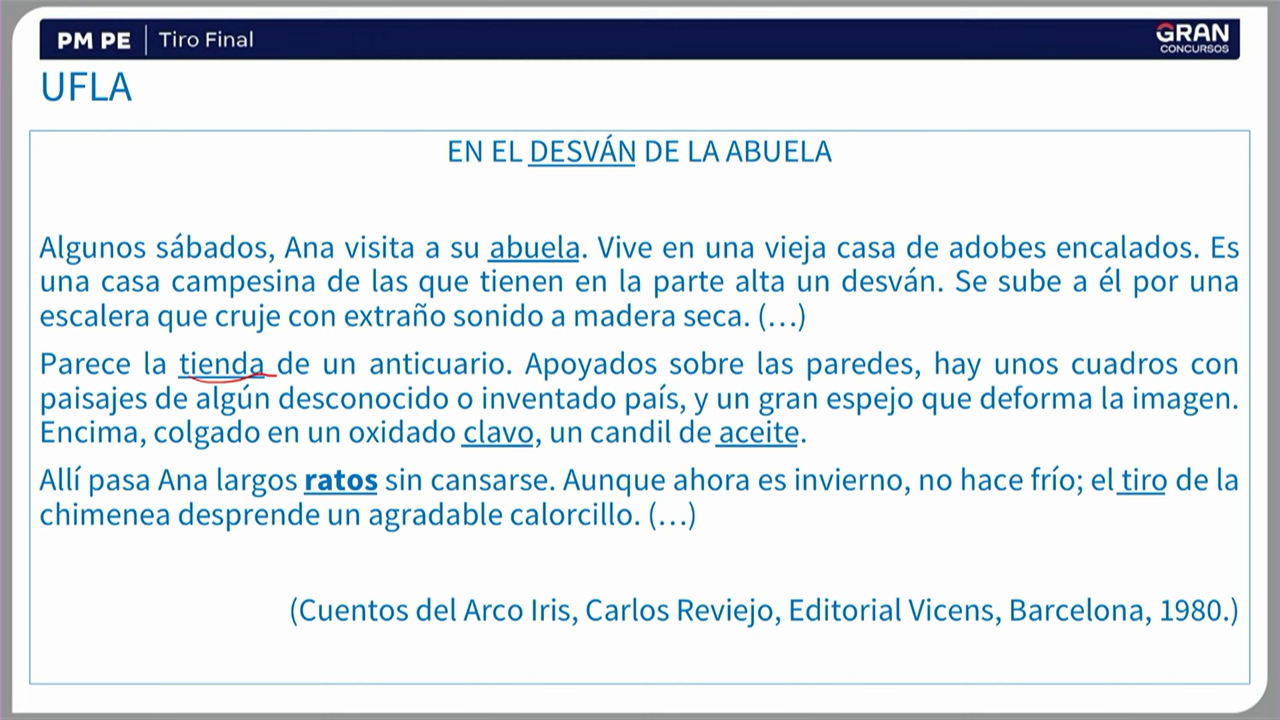 PM PE | Tiro Final
GRAN
CONCURSOS
UFLA
EN EL DESVÁN DE LA ABUELA
Algunos sábados, Ana visita a su abuela. Vive en una vieja casa de adobes encalados. Es
una casa campesina de las que tienen en la parte alta un desván. Se sube a él por una
escalera que cruje con extraño sonido a madera seca. (…)
Parece la tienda de un anticuario. Apoyados sobre las paredes, hay unos cuadros con
paisajes de algún desconocido o inventado país, y un gran espejo que deforma la imagen.
Encima, colgado en un oxidado clavo, un candil de aceite.
Allí pasa Ana largos ratos sin cansarse. Aunque ahora es invierno, no hace frío; el tiro de la
chimenea desprende un agradable calorcillo. (…)
(Cuentos del Arco Iris, Carlos Reviejo, Editorial Vicens, Barcelona, 1980.)